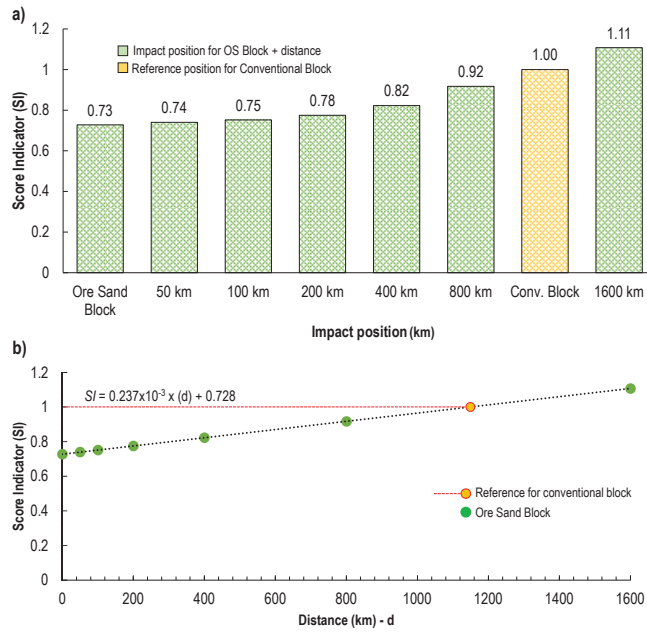 a)
1.2
1
0.8
0.6
0.4
0.2
0
Score Indicator (SI)
Impact position for OS Block + distance
Reference position for Conventional Block
0.73
0.74
0.75
0.78
0.82
0.92
1.00
1.11
Ore Sand Block
50 km
100 km
200 km
400 km
800 km
Conv. Block
1600 km
Impact position (km)
b)
1.2
1
0.8
0.6
0.4
0.2
0
Score Indicator (SI)
SI = 0.237x10⁻³ x (d) + 0.728
Reference for conventional block
Ore Sand Block
0 200 400 600 800 1000 1200 1400 1600
Distance (km) - d